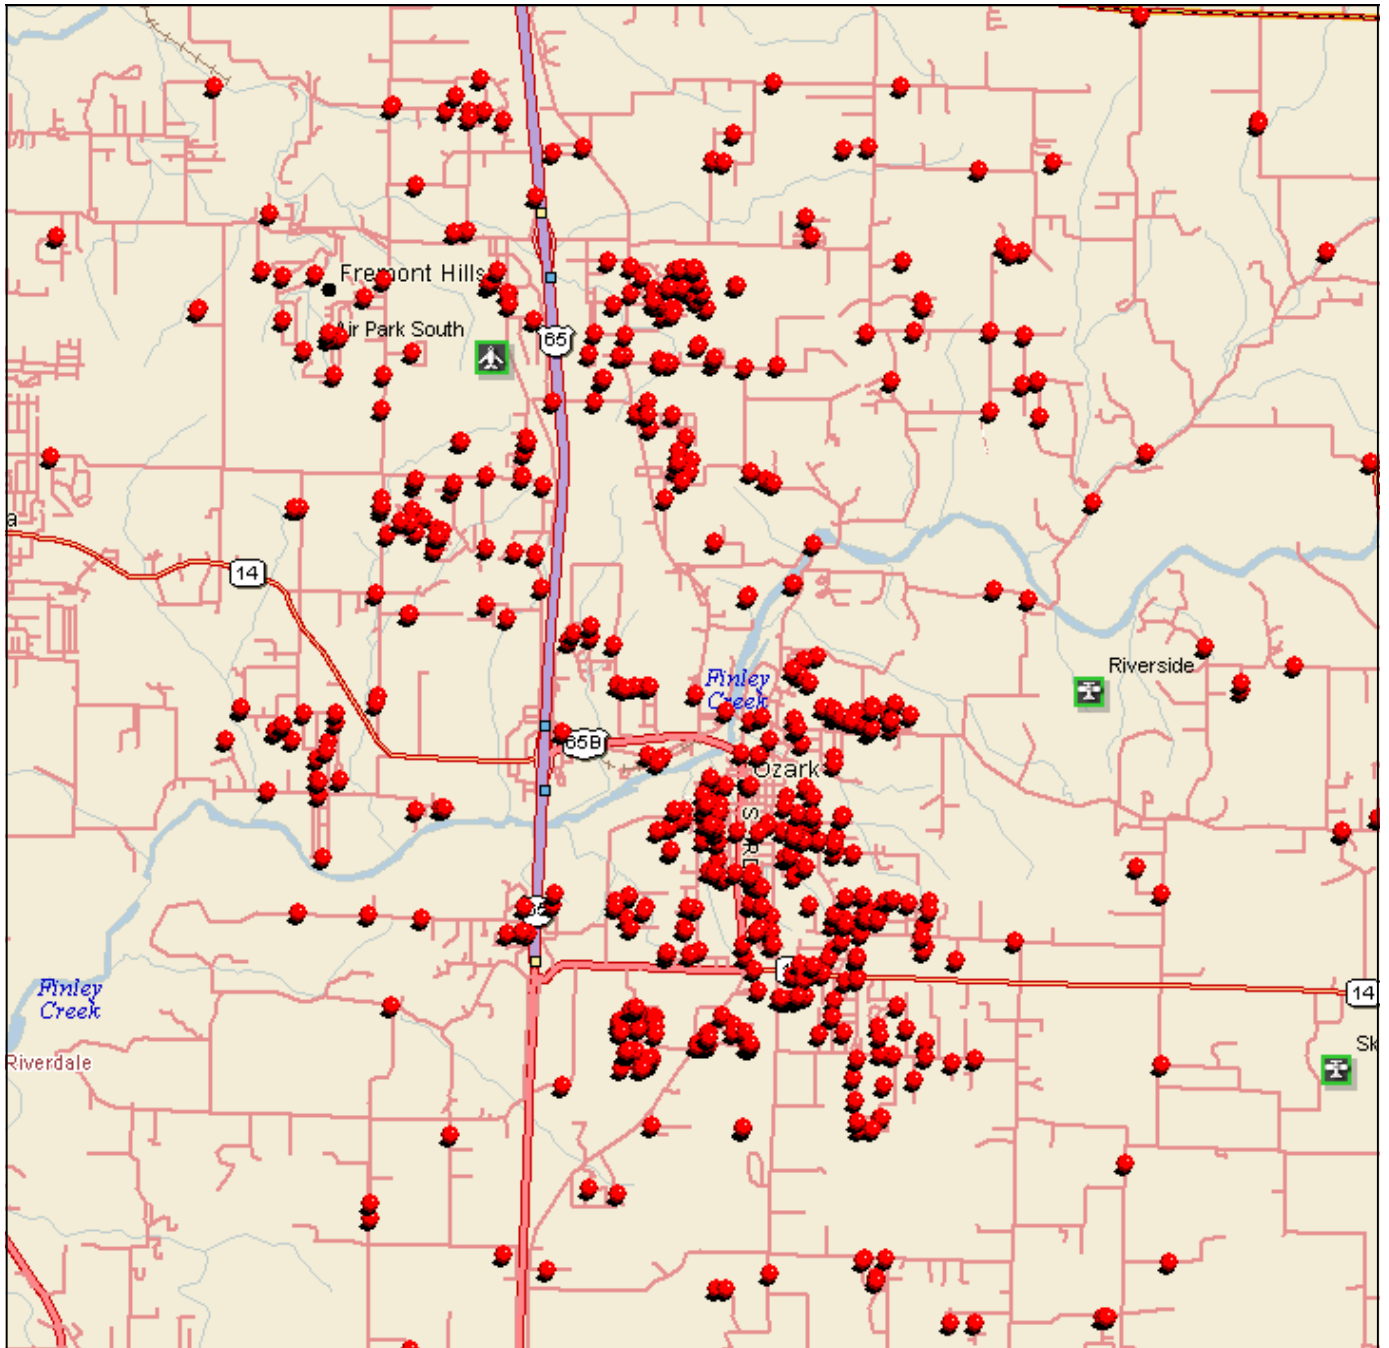 Fremont Hills
Air Park South
65
a
14
Riverside
Finley
Creek
65B
Ozark
Finley
Creek
14
Riverdale
Sk